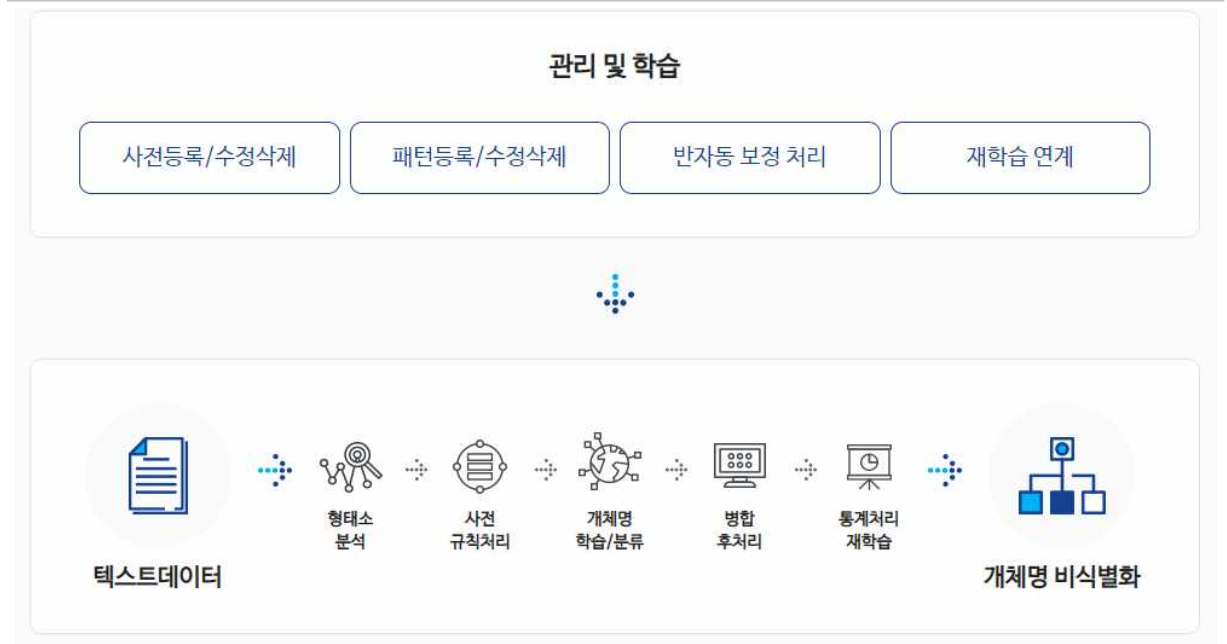 관리 및 학습
사전등록/수정삭제
패턴등록/수정삭제
반자동 보정 처리
재학습 연계
형태소
분석
사전
규칙처리
개체명
학습/분류
병합
후처리
통계처리
재학습
텍스트데이터
개체명 비식별화